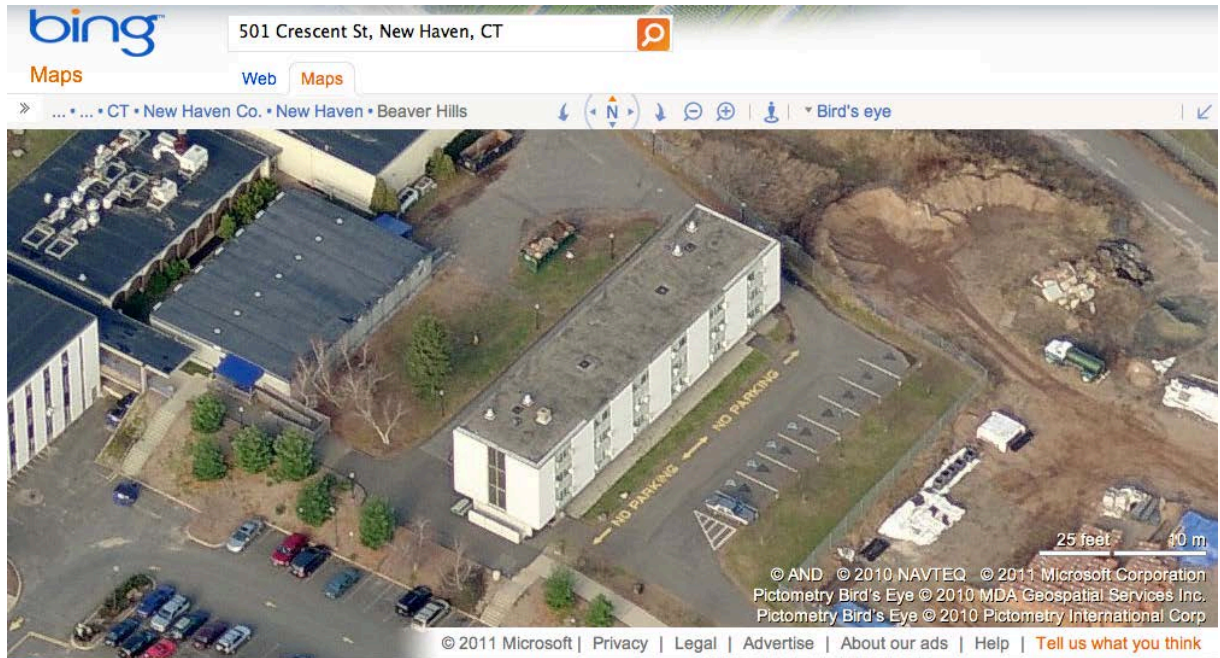 bing™
501 Crescent St, New Haven, CT
Maps
Web Maps
» ... • ... • CT • New Haven Co. • New Haven • Beaver Hills N Bird's eye
NO PARKING
NO PARKING
25 feet 10 m
© AND © 2010 NAVTEQ © 2011 Microsoft Corporation
Pictometry Bird's Eye © 2010 MDA Geospatial Services Inc.
Pictometry Bird's Eye © 2010 Pictometry International Corp
© 2011 Microsoft | Privacy | Legal | Advertise | About our ads | Help | Tell us what you think